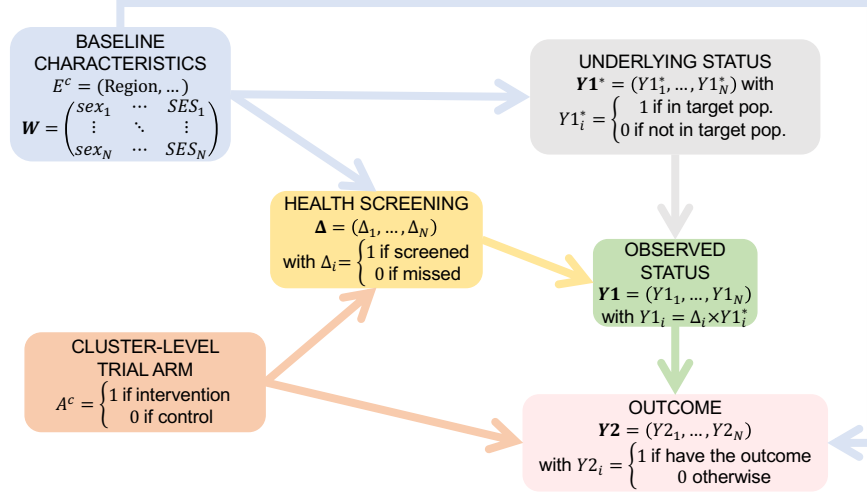 BASELINE
CHARACTERISTICS
E^c = (Region, …)
W = (sex_1 ⋯ SES_1
⋮ ⋱ ⋮
sex_N ⋯ SES_N)
UNDERLYING STATUS
Y1* = (Y1*_1, … , Y1*_N) with
Y1*_i = {1 if in target pop.
0 if not in target pop.
HEALTH SCREENING
Δ = (Δ_1, … , Δ_N)
with Δ_i = {1 if screened
0 if missed
OBSERVED
STATUS
Y1 = (Y1_1, … , Y1_N)
with Y1_i = Δ_i × Y1*_i
CLUSTER-LEVEL
TRIAL ARM
A^c = {1 if intervention
0 if control
OUTCOME
Y2 = (Y2_1, … , Y2_N)
with Y2_i = {1 if have the outcome
0 otherwise